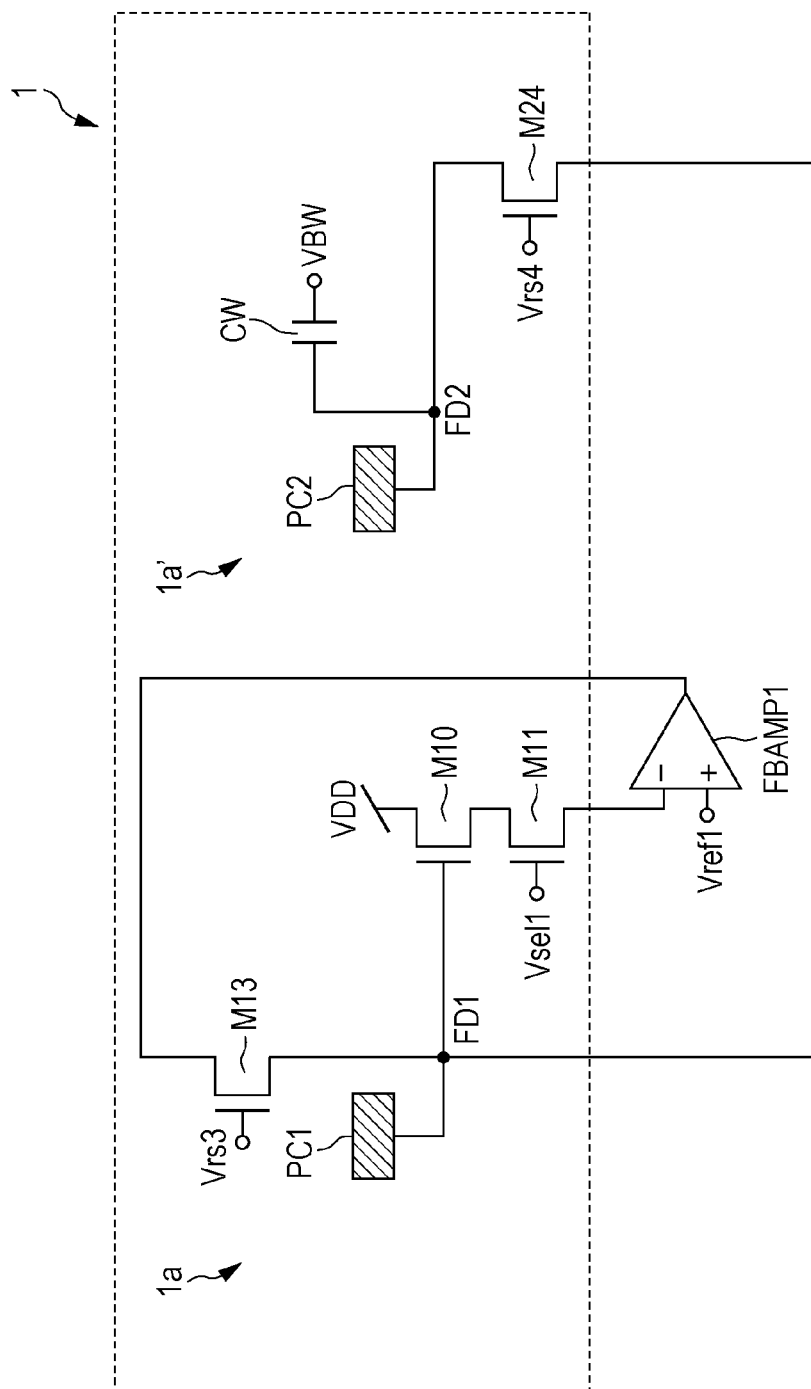 1
1a
1a'
Vrs3
M13
PC1
FD1
VDD
M10
M11
Vsel1
Vref1
−
+
FBAMP1
PC2
FD2
CW
VBW
Vrs4
M24